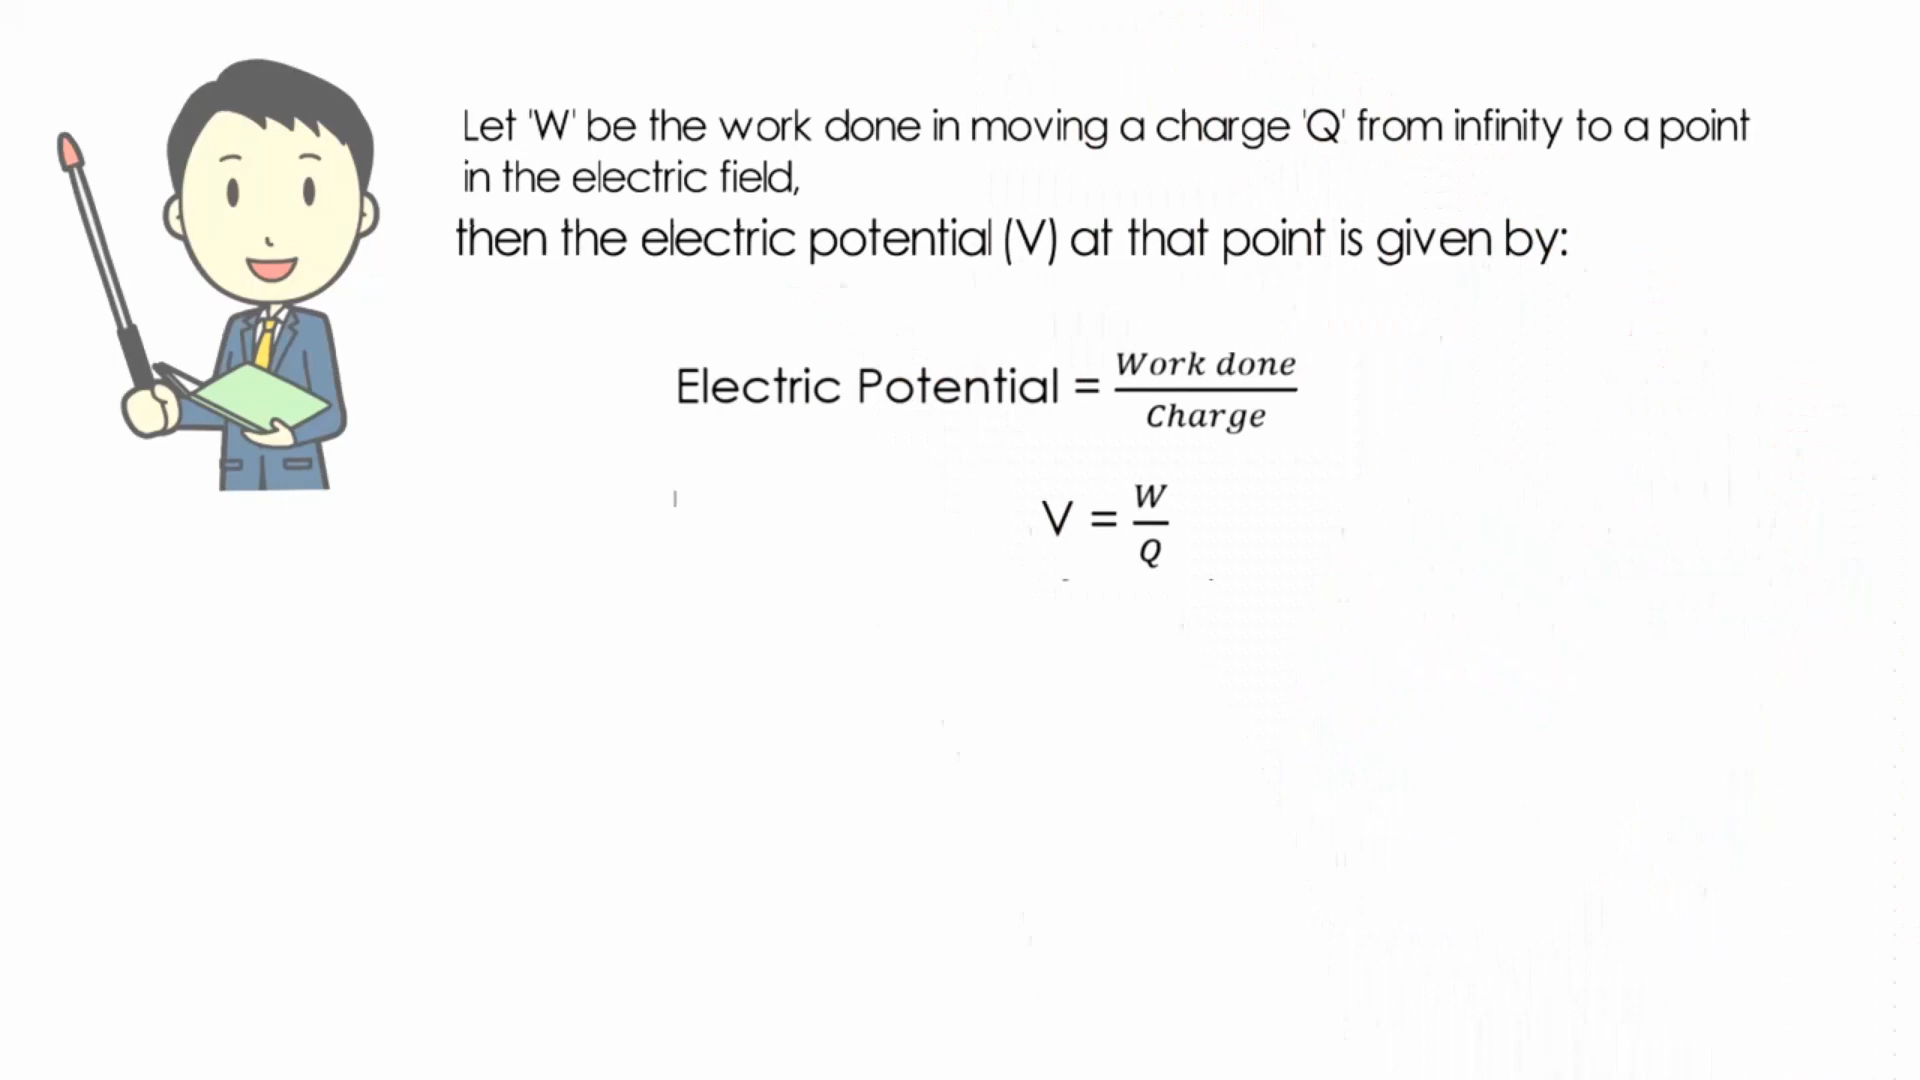 Let 'W' be the work done in moving a charge 'Q' from infinity to a point
in the electric field,
then the electric potential (V) at that point is given by:
Electric Potential = Work done / Charge
V = W / Q